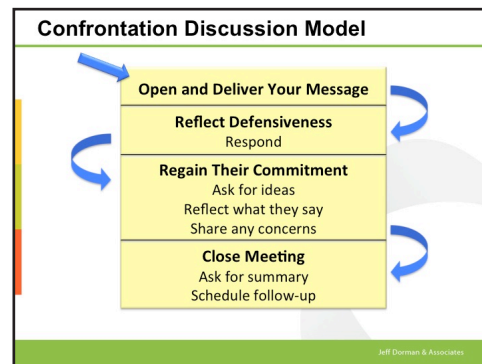 Confrontation Discussion Model
Open and Deliver Your Message
Reflect Defensiveness
Respond
Regain Their Commitment
Ask for ideas
Reflect what they say
Share any concerns
Close Meeting
Ask for summary
Schedule follow-up
Jeff Dorman & Associates